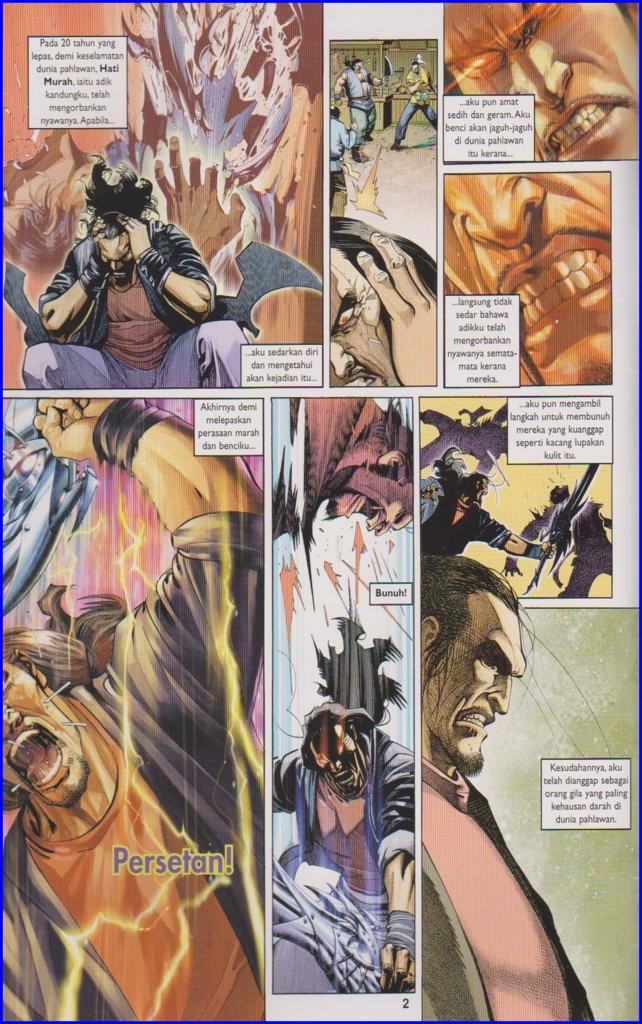 Pada 20 tahun yang
lepas, demi keselamatan
dunia pahlawan, Hati
Murah, iaitu adik
kandungku, telah
mengorbankan
nyawanya. Apabila...
...aku sedarkan diri
dan mengetahui
akan kejadian itu...
...aku pun amat
sedih dan geram. Aku
benci akan jaguh-jaguh
di dunia pahlawan
itu kerana...
...langsung tidak
sedar bahawa
adikku telah
mengorbankan
nyawanya semata-
mata kerana
mereka.
Akhirnya demi
melepaskan
perasaan marah
dan benciku...
Persetan!
Bunuh!
...aku pun mengambil
langkah untuk membunuh
mereka yang kuanggap
seperti kacang lupakan
kulit itu.
Kesudahannya, aku
telah dianggap sebagai
orang gila yang paling
kehausan darah di
dunia pahlawan.
2